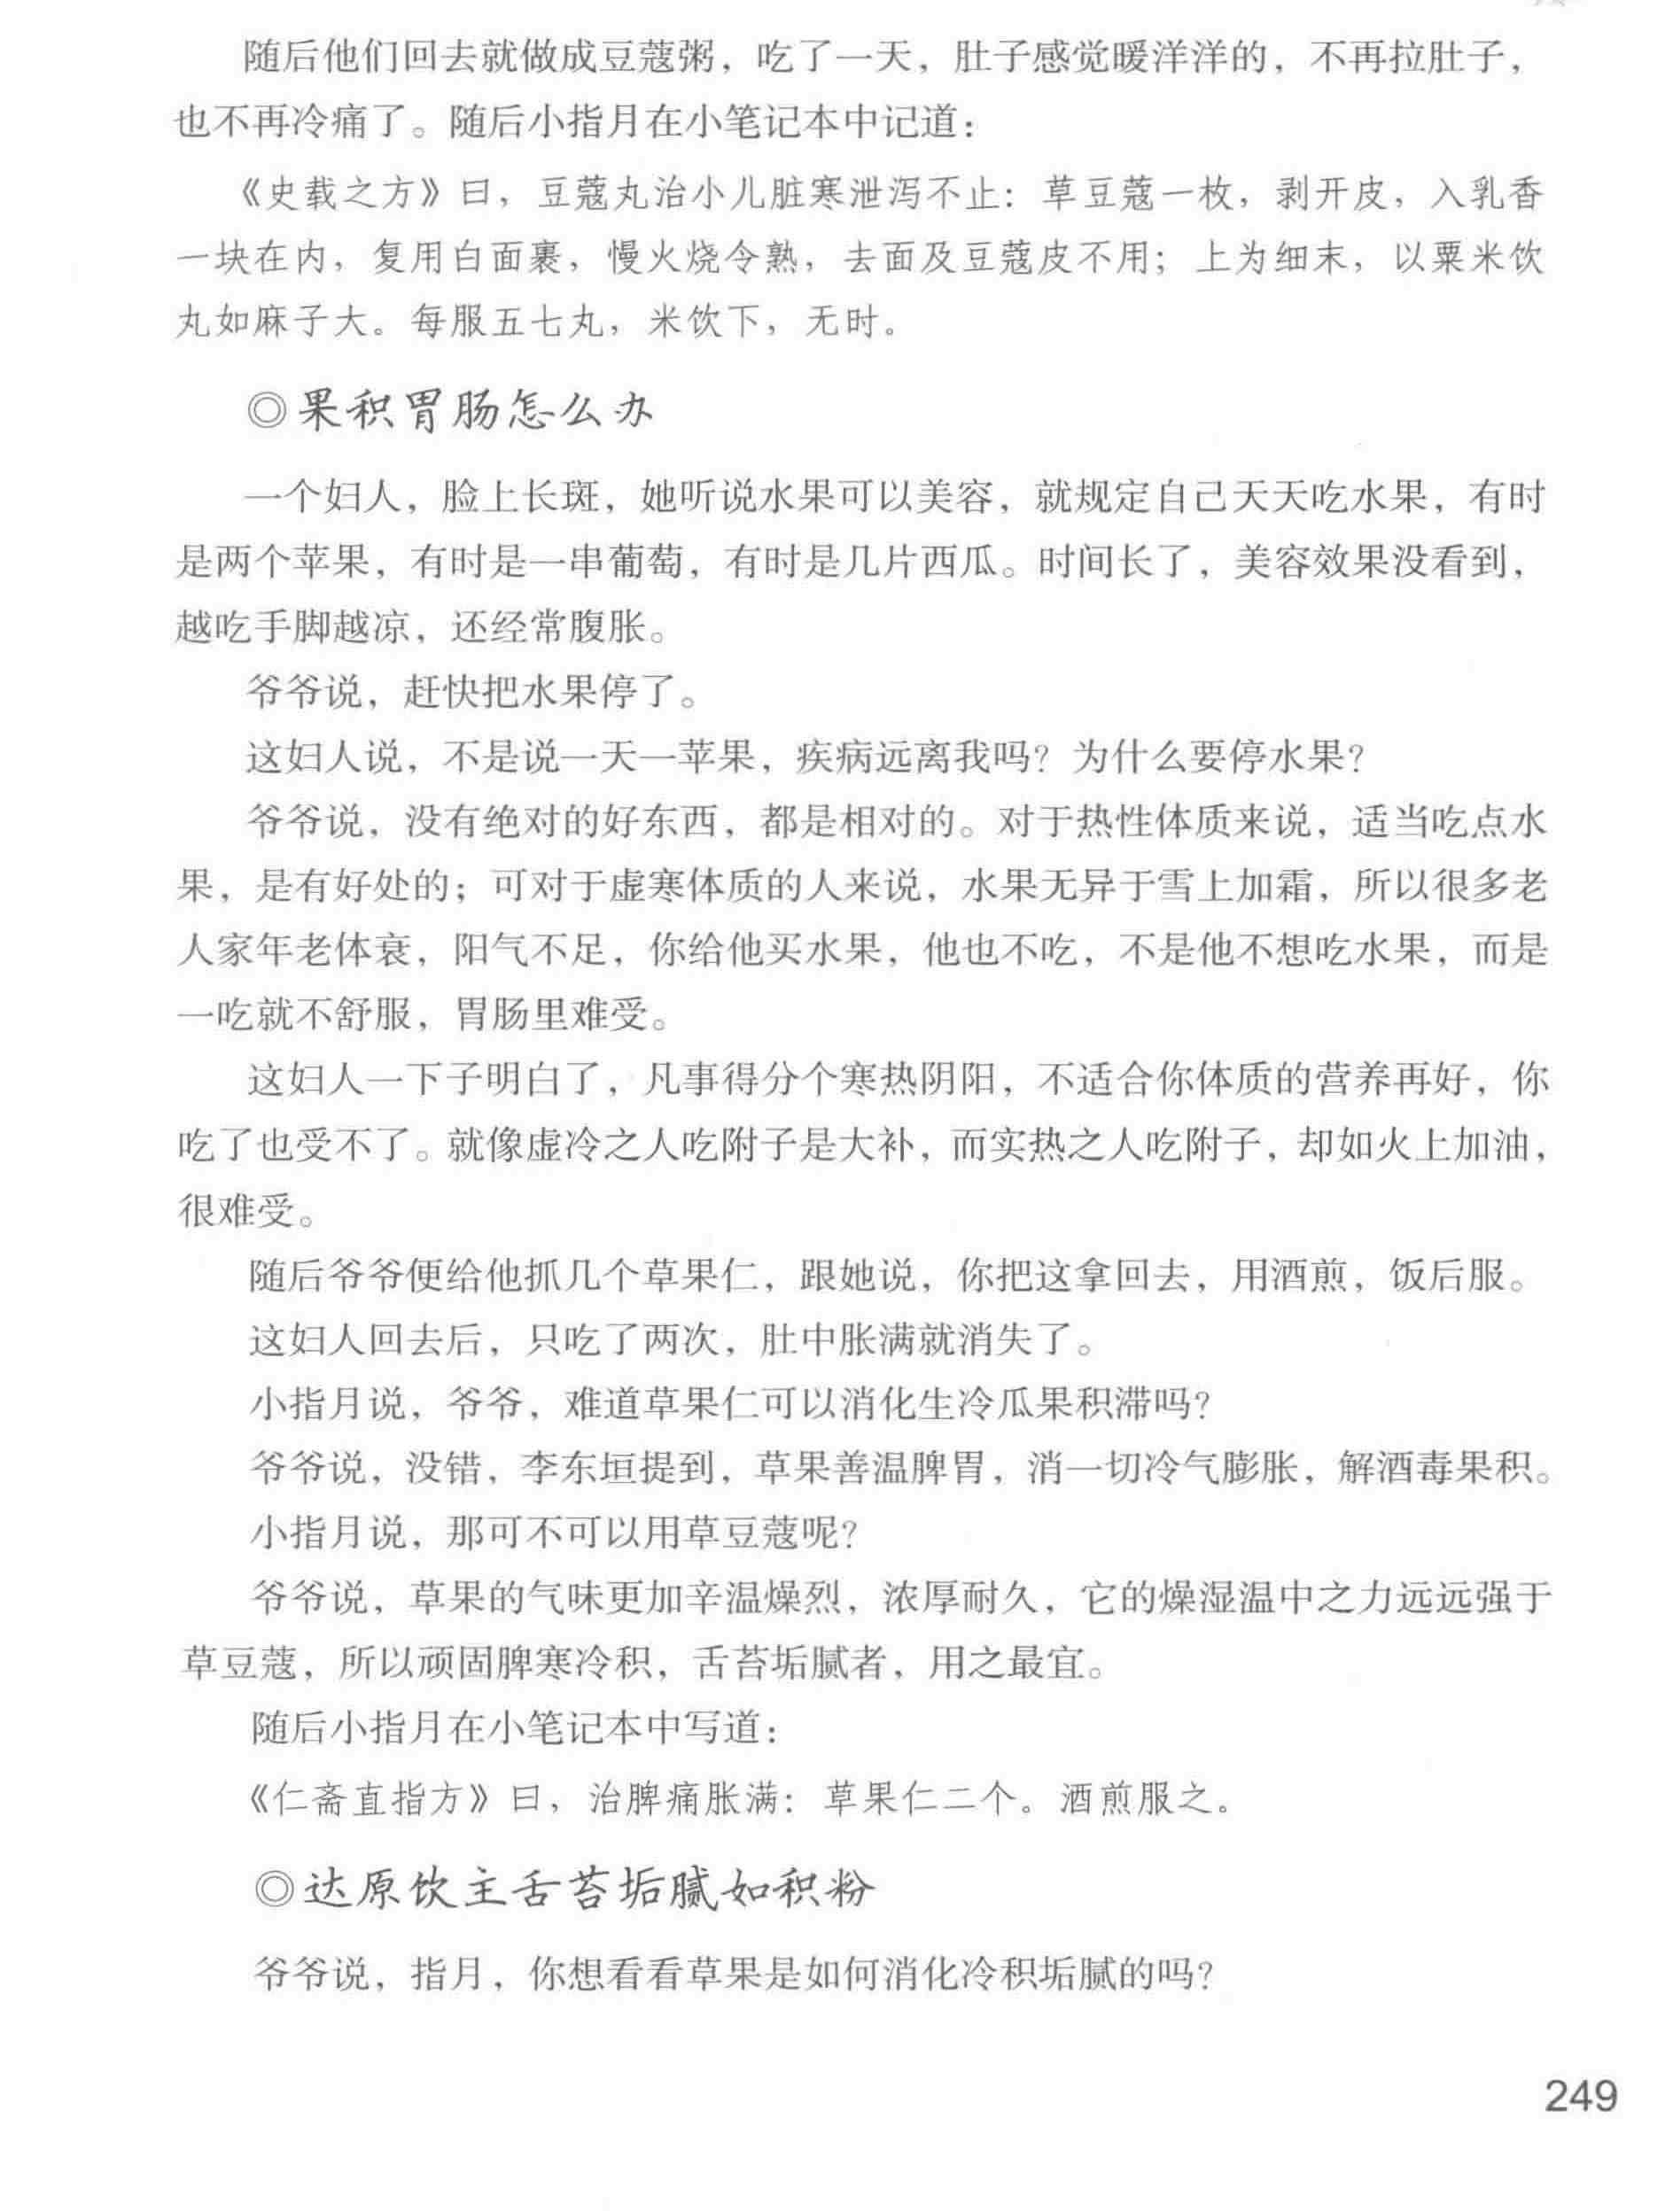 随后他们回去就做成豆蔻粥，吃了一天，肚子感觉暖洋洋的，不再拉肚子，
也不再冷痛了。随后小指月在小笔记本中记道：
《史载之方》曰，豆蔻丸治小儿脏寒泄泻不止：草豆蔻一枚，剥开皮，入乳香
一块在内，复用白面裹，慢火烧令熟，去面及豆蔻皮不用；上为细末，以粟米饮
丸如麻子大。每服五七丸，米饮下，无时。
◎果积胃肠怎么办
一个妇人，脸上长斑，她听说水果可以美容，就规定自己天天吃水果，有时
是两个苹果，有时是一串葡萄，有时是几片西瓜。时间长了，美容效果没看到，
越吃手脚越凉，还经常腹胀。
爷爷说，赶快把水果停了。
这妇人说，不是说一天一苹果，疾病远离我吗？为什么要停水果？
爷爷说，没有绝对的好东西，都是相对的。对于热性体质来说，适当吃点水
果，是有好处的；可对于虚寒体质的人来说，水果无异于雪上加霜，所以很多老
人家年老体衰，阳气不足，你给他买水果，他也不吃，不是他不想吃水果，而是
一吃就不舒服，胃肠里难受。
这妇人一下子明白了，凡事得分个寒热阴阳，不适合你体质的营养再好，你
吃了也受不了。就像虚冷之人吃附子是大补，而实热之人吃附子，却如火上加油，
很难受。
随后爷爷便给他抓几个草果仁，跟她说，你把这拿回去，用酒煎，饭后服。
这妇人回去后，只吃了两次，肚中胀满就消失了。
小指月说，爷爷，难道草果仁可以消化生冷瓜果积滞吗？
爷爷说，没错，李东垣提到，草果善温脾胃，消一切冷气膨胀，解酒毒果积。
小指月说，那可不可以用草豆蔻呢？
爷爷说，草果的气味更加辛温燥烈，浓厚耐久，它的燥湿温中之力远远强于
草豆蔻，所以顽固脾寒冷积，舌苔垢腻者，用之最宜。
随后小指月在小笔记本中写道：
《仁斋直指方》曰，治脾痛胀满：草果仁二个。酒煎服之。
◎达原饮主舌苔垢腻如积粉
爷爷说，指月，你想看看草果是如何消化冷积垢腻的吗？
249